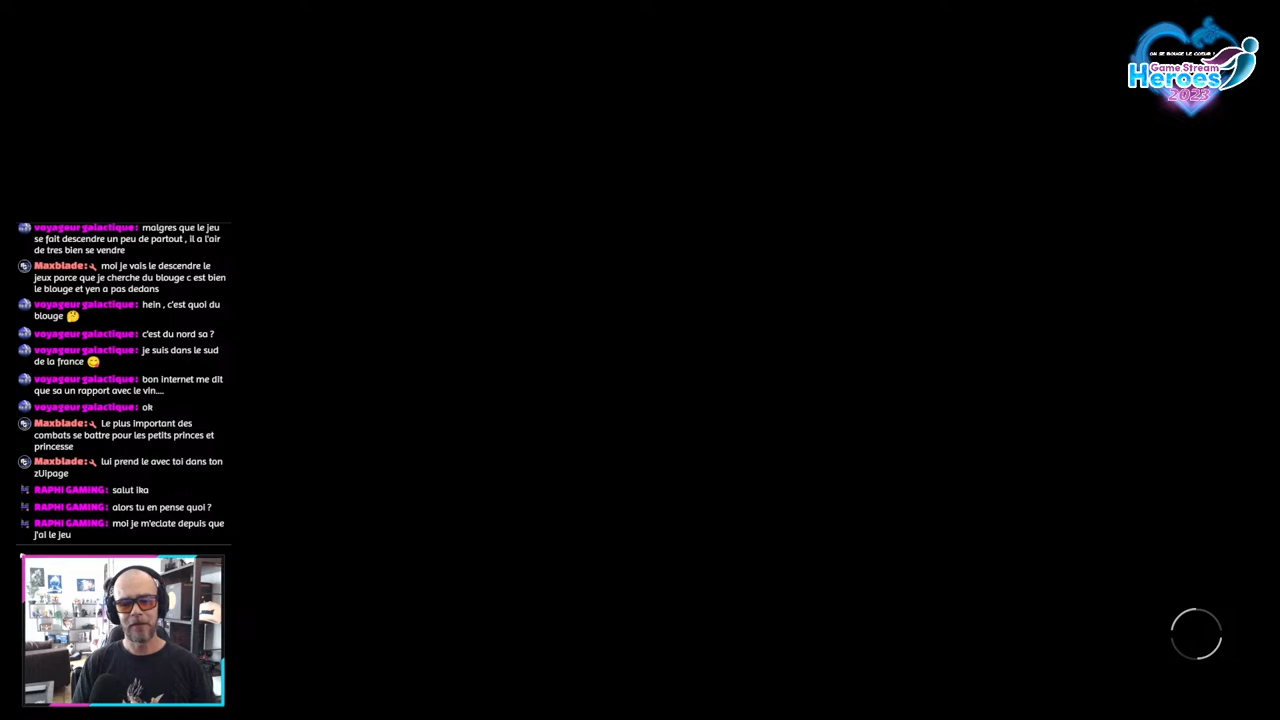 ON SE BOUGE LE COEUR !
Game Stream
Heroes
2023
voyageur galactique : malgres que le jeu
se fait descendre un peu de partout , il a l'air
de tres bien se vendre
Maxblade : moi je vais le descendre le
jeux parce que je cherche du blouge c est bien
le blouge et yen a pas dedans
voyageur galactique : hein , c'est quoi du
blouge 🤔
voyageur galactique : c'est du nord sa ?
voyageur galactique : je suis dans le sud
de la france 😋
voyageur galactique : bon internet me dit
que sa un rapport avec le vin....
voyageur galactique : ok
Maxblade : Le plus important des
combats se battre pour les petits princes et
princesse
Maxblade : lui prend le avec toi dans ton
zUipage
RAPHI GAMING : salut ika
RAPHI GAMING : alors tu en pense quoi ?
RAPHI GAMING : moi je m'eclate depuis que
j'ai le jeu